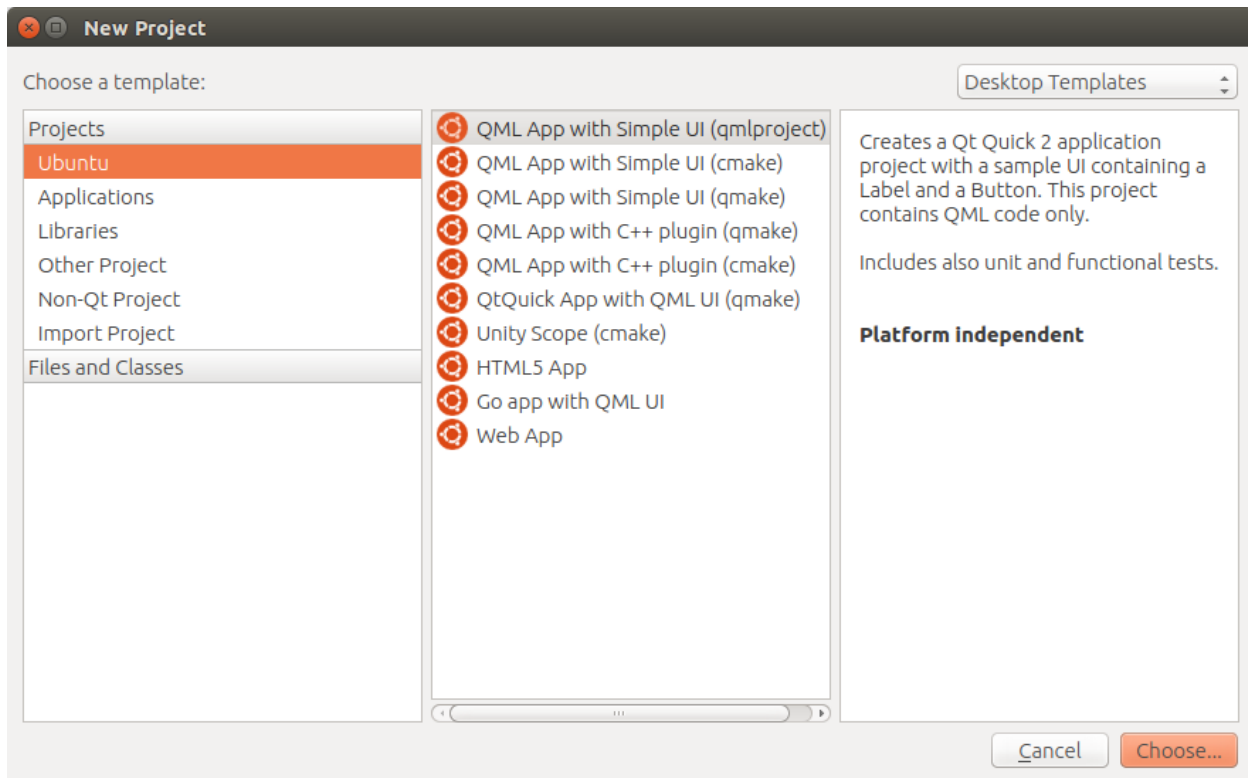 New Project
Choose a template:
Desktop Templates
Projects
Ubuntu
Applications
Libraries
Other Project
Non-Qt Project
Import Project
Files and Classes
QML App with Simple UI (qmlproject)
QML App with Simple UI (cmake)
QML App with Simple UI (qmake)
QML App with C++ plugin (qmake)
QML App with C++ plugin (cmake)
QtQuick App with QML UI (qmake)
Unity Scope (cmake)
HTML5 App
Go app with QML UI
Web App
Creates a Qt Quick 2 application
project with a sample UI containing a
Label and a Button. This project
contains QML code only.
Includes also unit and functional tests.
Platform independent
Cancel
Choose...